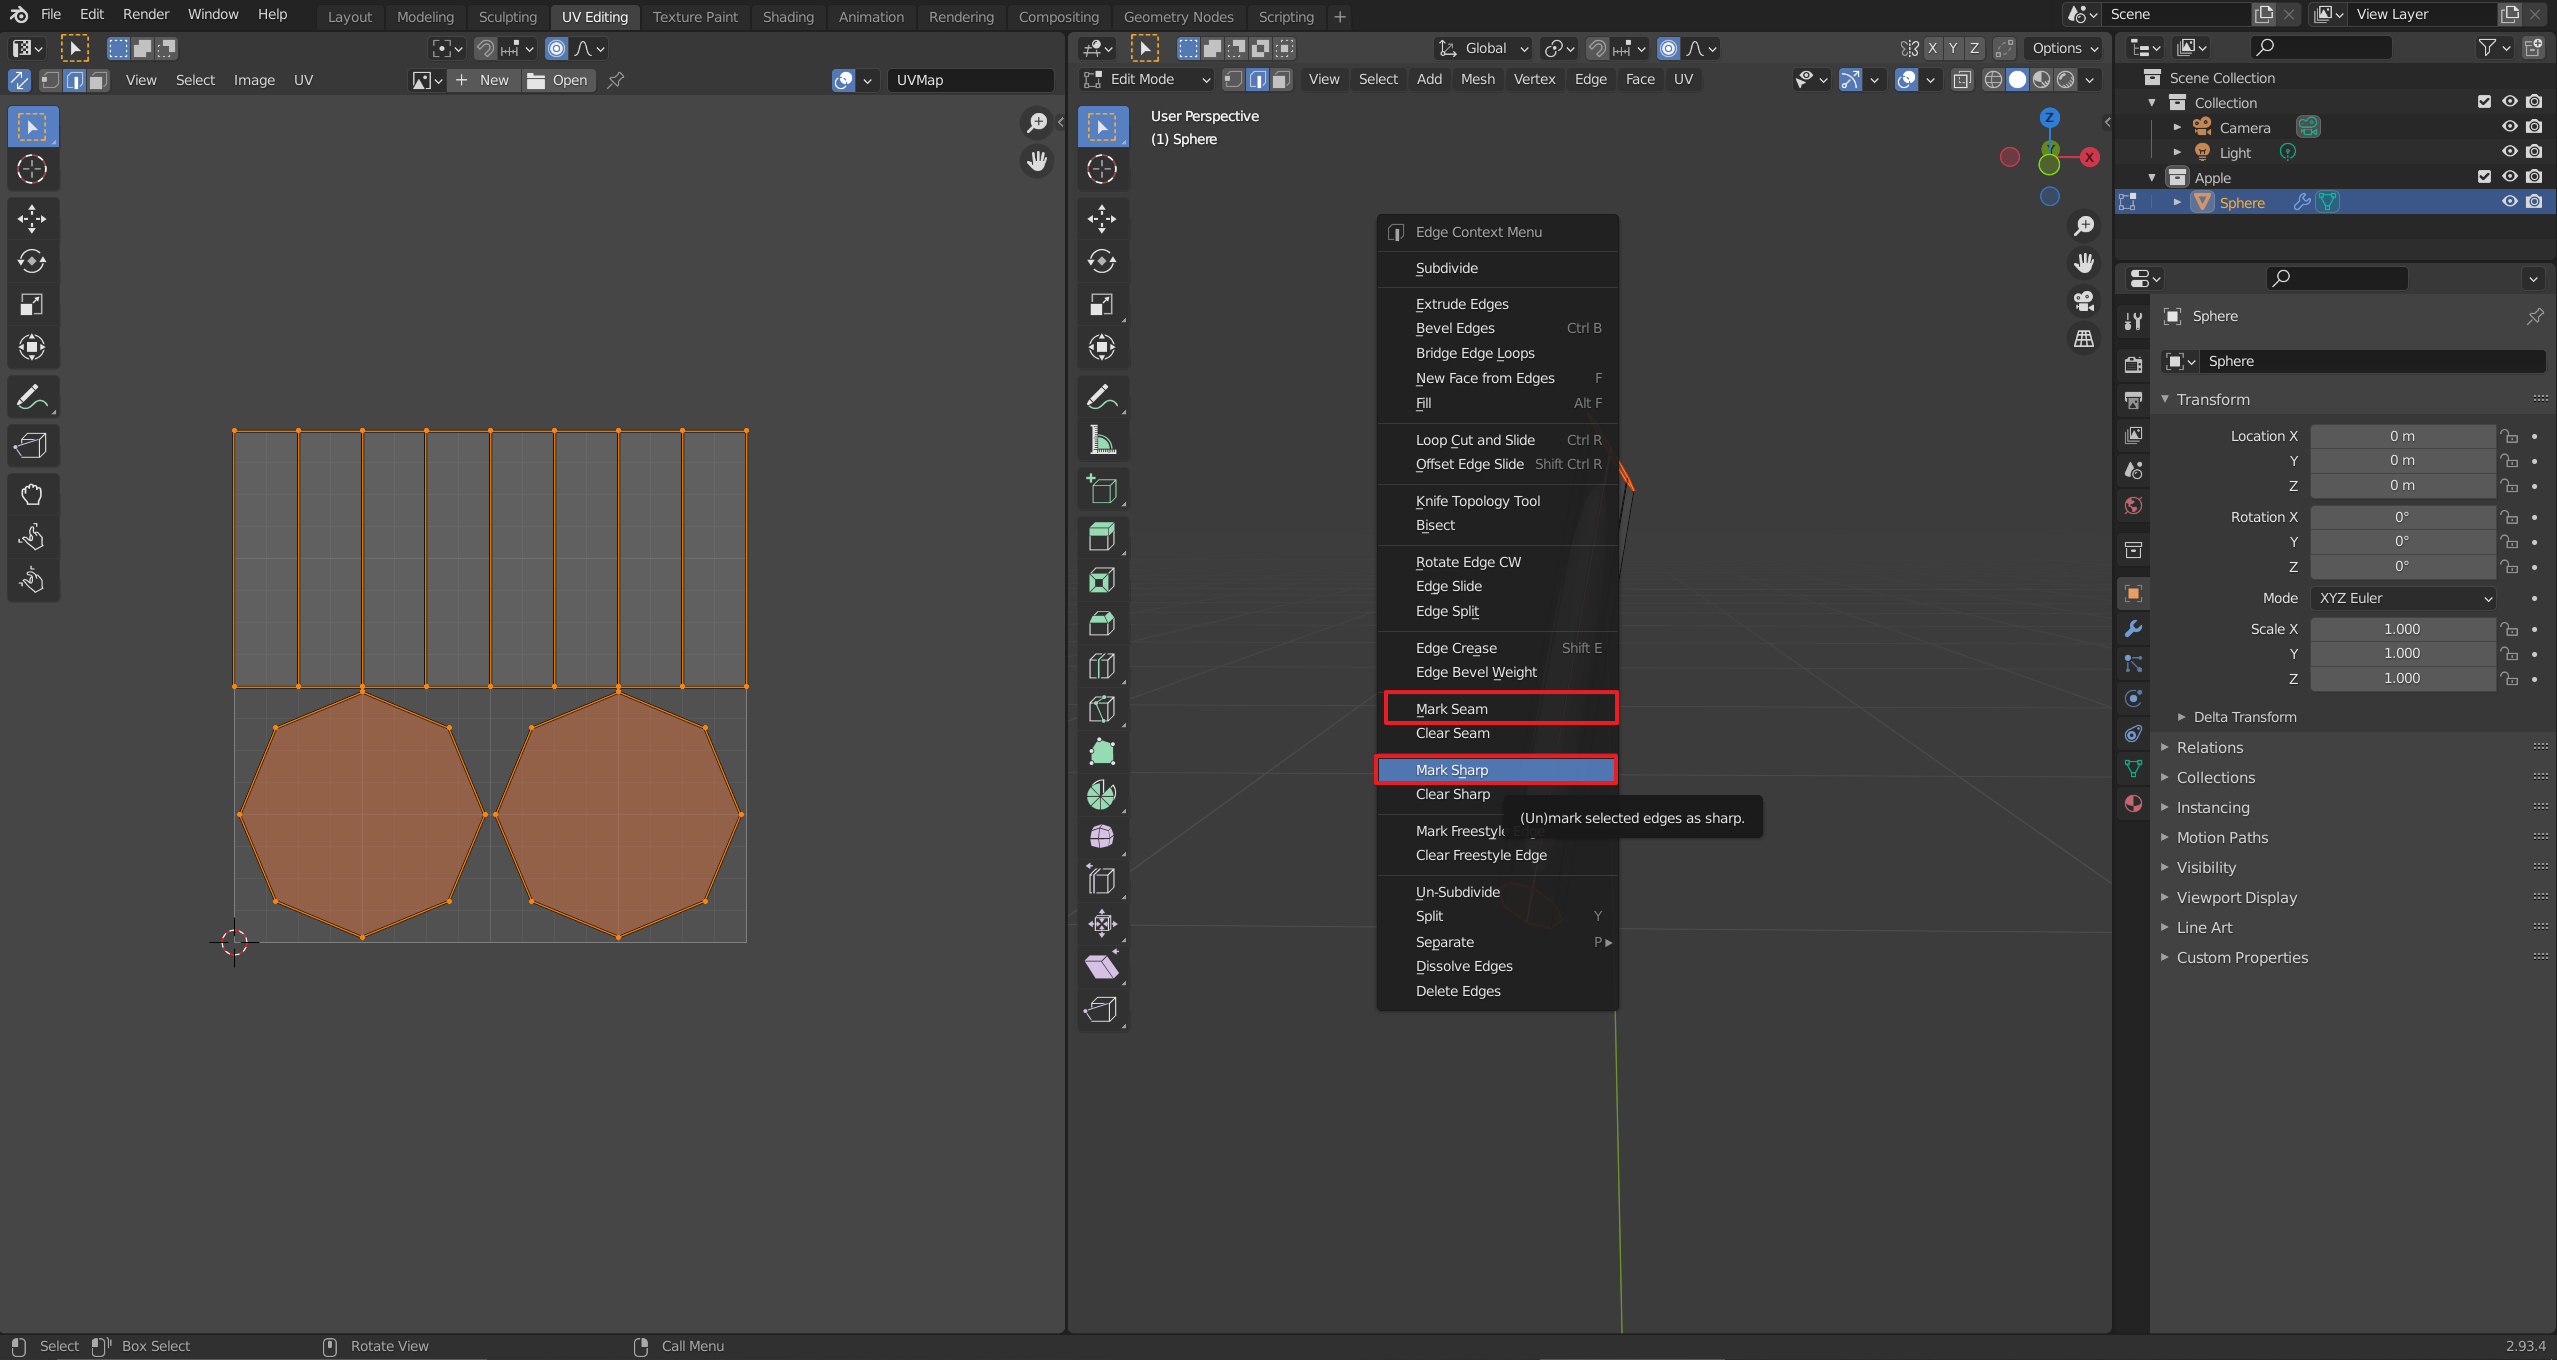 File Edit Render Window Help Layout Modeling Sculpting UV Editing Texture Paint Shading Animation Rendering Compositing Geometry Nodes Scripting + Scene View Layer
Global X Y Z Options
View Select Image UV + New Open UVMap
Edit Mode View Select Add Mesh Vertex Edge Face UV
User Perspective
(1) Sphere
Z
Y
X
Edge Context Menu
Subdivide
Extrude Edges
Bevel Edges Ctrl B
Bridge Edge Loops
New Face from Edges F
Fill Alt F
Loop Cut and Slide Ctrl R
Offset Edge Slide Shift Ctrl R
Knife Topology Tool
Bisect
Rotate Edge CW
Edge Slide
Edge Split
Edge Crease Shift E
Edge Bevel Weight
Mark Seam
Clear Seam
Mark Sharp
Clear Sharp
(Un)mark selected edges as sharp.
Mark Freestyle Edge
Clear Freestyle Edge
Un-Subdivide
Split Y
Separate P
Dissolve Edges
Delete Edges
Scene Collection
Collection
Camera
Light
Apple
Sphere
Sphere
Sphere
Transform
Location X 0 m
Y 0 m
Z 0 m
Rotation X 0°
Y 0°
Z 0°
Mode XYZ Euler
Scale X 1.000
Y 1.000
Z 1.000
Delta Transform
Relations
Collections
Instancing
Motion Paths
Visibility
Viewport Display
Line Art
Custom Properties
Select Box Select Rotate View Call Menu 2.93.4